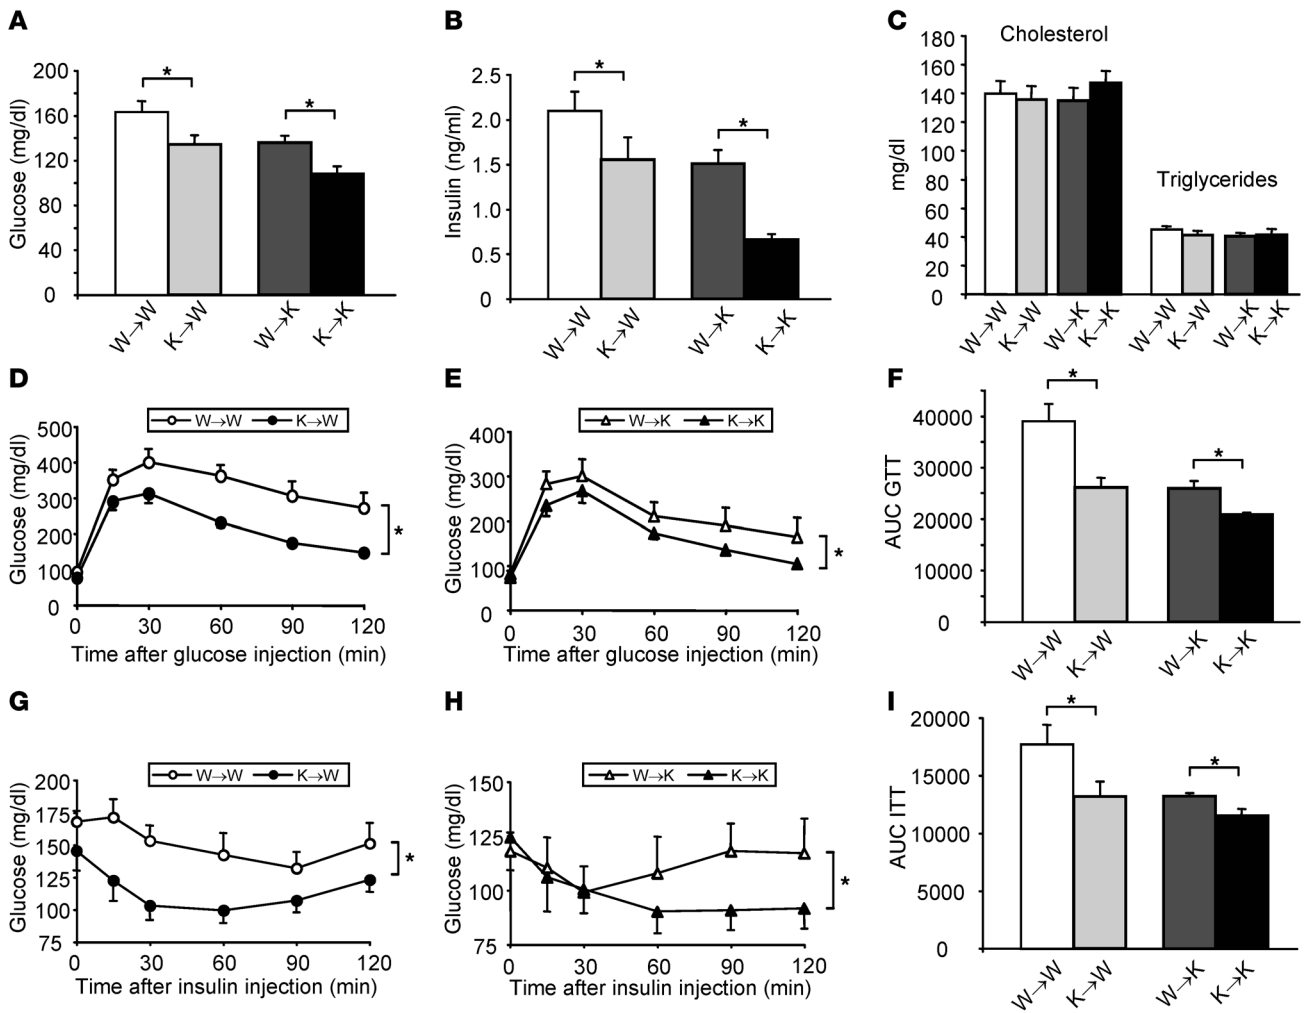 A
Glucose (mg/dl)
200
160
120
80
40
0
*
*
W→W
K→W
W→K
K→K
B
Insulin (ng/ml)
2.5
2.0
1.5
1.0
0.5
0
*
*
W→W
K→W
W→K
K→K
C
mg/dl
180
160
140
120
100
80
60
40
20
0
Cholesterol
Triglycerides
W→W
K→W
W→K
K→K
W→W
K→W
W→K
K→K
D
W→W
K→W
Glucose (mg/dl)
500
400
300
200
100
0
*
0
30
60
90
120
Time after glucose injection (min)
E
W→K
K→K
Glucose (mg/dl)
400
300
200
100
0
*
0
30
60
90
120
Time after glucose injection (min)
F
AUC GTT
40000
30000
20000
10000
0
*
*
W→W
K→W
W→K
K→K
G
W→W
K→W
Glucose (mg/dl)
200
175
150
125
100
75
*
0
30
60
90
120
Time after insulin injection (min)
H
W→K
K→K
Glucose (mg/dl)
150
125
100
75
*
0
30
60
90
120
Time after insulin injection (min)
I
AUC ITT
20000
15000
10000
5000
0
*
*
W→W
K→W
W→K
K→K